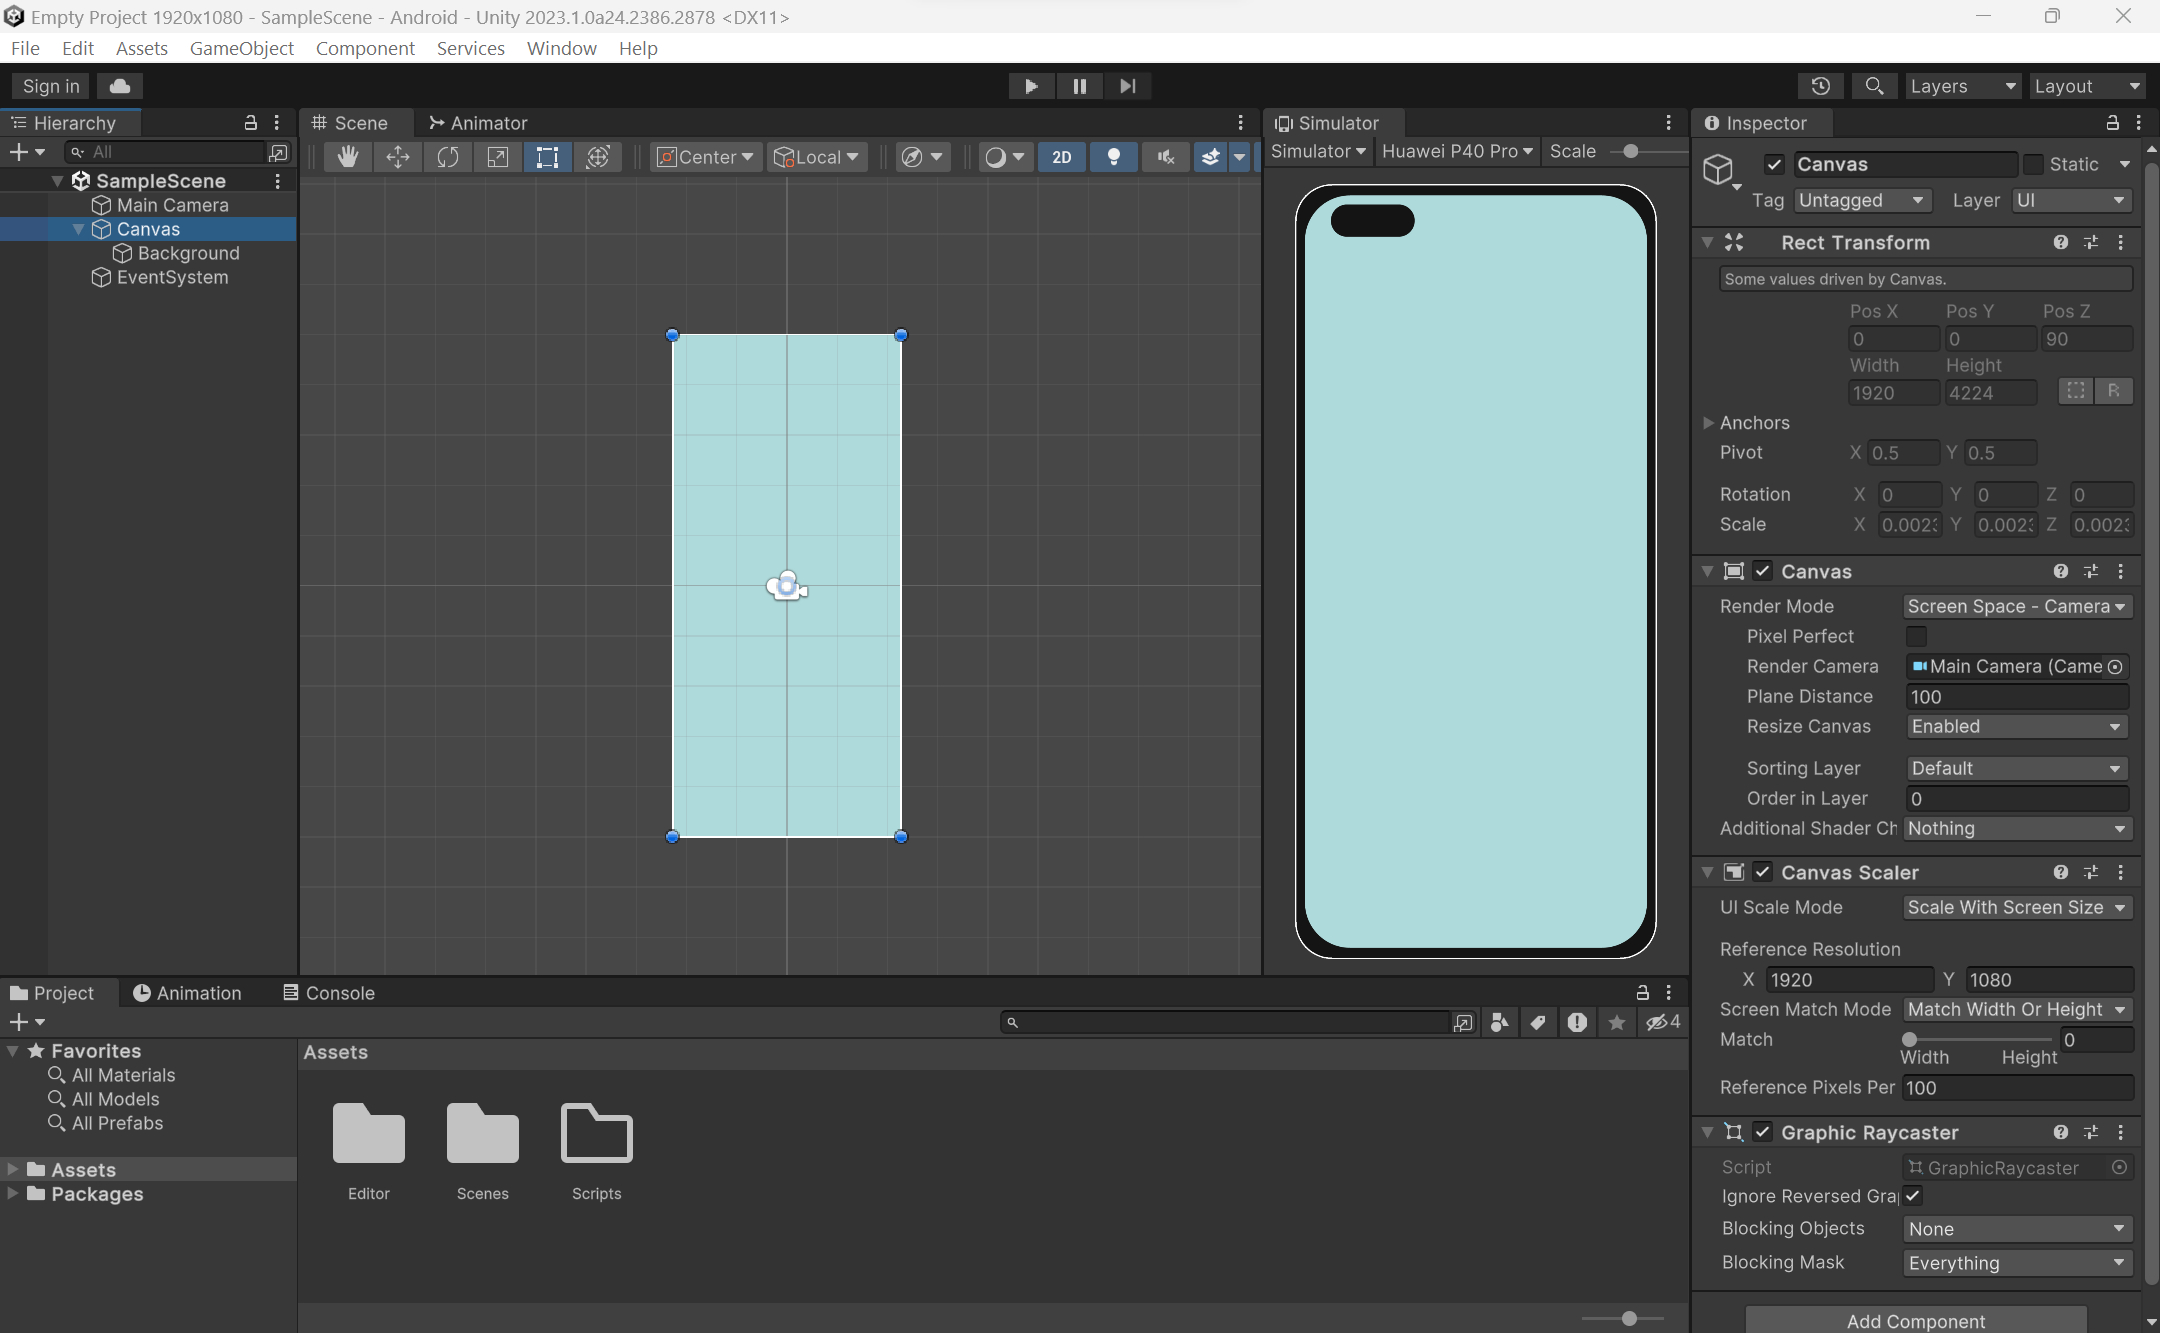 Empty Project 1920x1080 - SampleScene - Android - Unity 2023.1.0a24.2386.2878 <DX11>
File Edit Assets GameObject Component Services Window Help
Sign in
Layers Layout
Hierarchy
All
SampleScene
Main Camera
Canvas
Background
EventSystem
Scene Animator
Center Local 2D
Simulator
Simulator Huawei P40 Pro Scale
Inspector
Canvas Static
Tag Untagged Layer UI
Rect Transform
Some values driven by Canvas.
Pos X Pos Y Pos Z
0 0 90
Width Height
1920 4224 R
Anchors
Pivot X 0.5 Y 0.5
Rotation X 0 Y 0 Z 0
Scale X 0.002 Y 0.002 Z 0.002
Canvas
Render Mode Screen Space - Camera
Pixel Perfect
Render Camera Main Camera (Came
Plane Distance 100
Resize Canvas Enabled
Sorting Layer Default
Order in Layer 0
Additional Shader Ch Nothing
Canvas Scaler
UI Scale Mode Scale With Screen Size
Reference Resolution
X 1920 Y 1080
Screen Match Mode Match Width Or Height
Match 0
Width Height
Reference Pixels Per 100
Graphic Raycaster
Script GraphicRaycaster
Ignore Reversed Gra
Blocking Objects None
Blocking Mask Everything
Add Component
Project Animation Console
4
Favorites
All Materials
All Models
All Prefabs
Assets
Packages
Assets
Editor Scenes Scripts